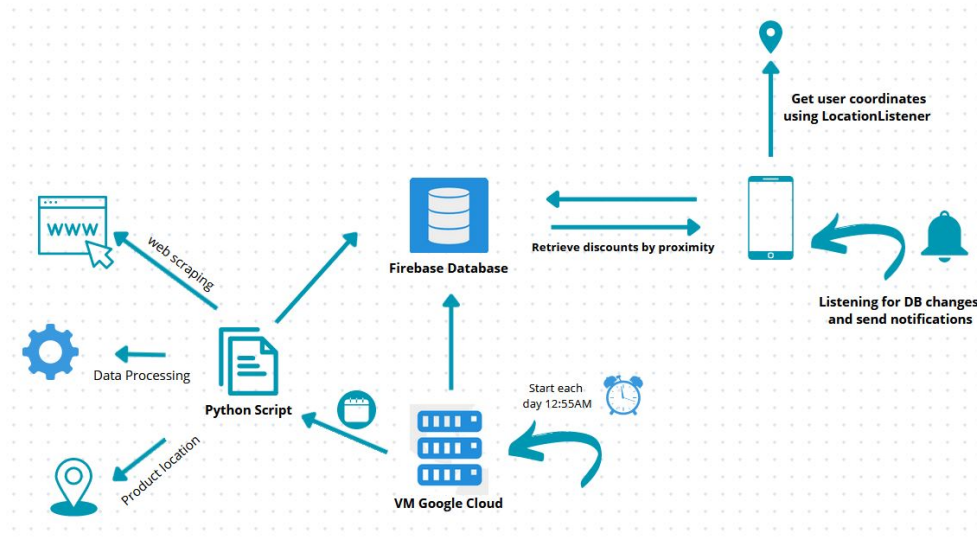 Get user coordinates
using LocationListener
WWW
web scraping
Firebase Database
Retrieve discounts by proximity
Listening for DB changes
and send notifications
Data Processing
Python Script
Start each
day 12:55AM
Product location
VM Google Cloud